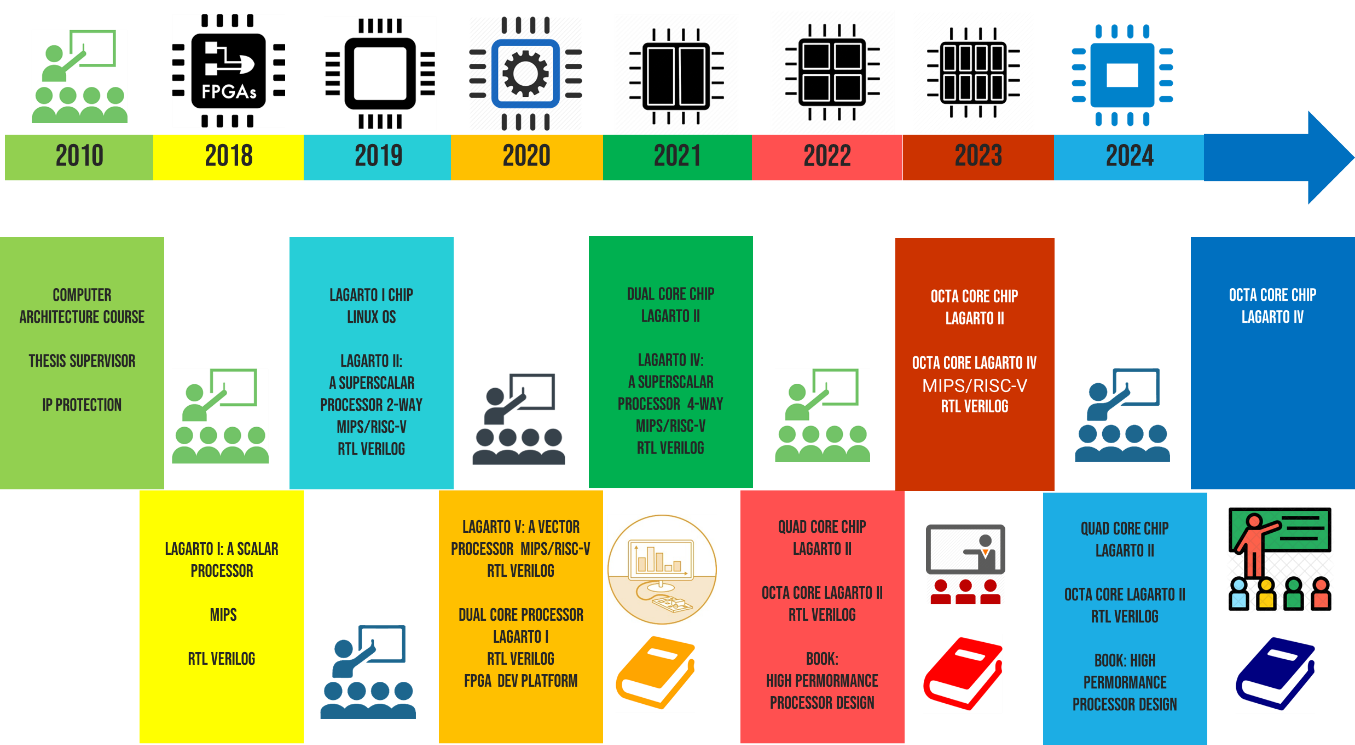 FPGAs
2010
2018
2019
2020
2021
2022
2023
2024
COMPUTER
ARCHITECTURE COURSE
THESIS SUPERVISOR
IP PROTECTION
LAGARTO I: A SCALAR
PROCESSOR
MIPS
RTL VERILOG
LAGARTO I CHIP
LINUX OS
LAGARTO II:
A SUPERSCALAR
PROCESSOR 2-WAY
MIPS/RISC-V
RTL VERILOG
LAGARTO V: A VECTOR
PROCESSOR MIPS/RISC-V
RTL VERILOG
DUAL CORE PROCESSOR
LAGARTO I
RTL VERILOG
FPGA DEV PLATFORM
DUAL CORE CHIP
LAGARTO II
LAGARTO IV:
A SUPERSCALAR
PROCESSOR 4-WAY
MIPS/RISC-V
RTL VERILOG
QUAD CORE CHIP
LAGARTO II
OCTA CORE LAGARTO II
RTL VERILOG
BOOK:
HIGH PERMORMANCE
PROCESSOR DESIGN
OCTA CORE CHIP
LAGARTO II
OCTA CORE LAGARTO IV
MIPS/RISC-V
RTL VERILOG
QUAD CORE CHIP
LAGARTO II
OCTA CORE LAGARTO II
RTL VERILOG
BOOK: HIGH
PERMORMANCE
PROCESSOR DESIGN
OCTA CORE CHIP
LAGARTO IV